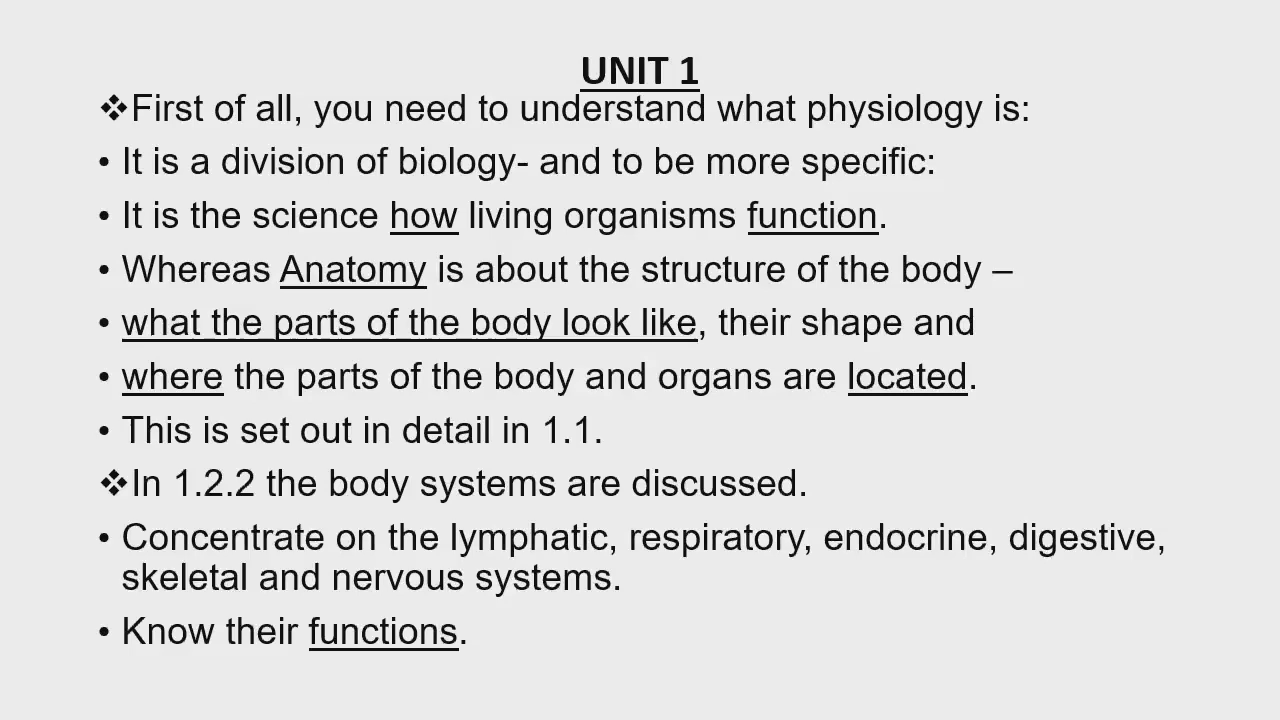 UNIT 1
❖First of all, you need to understand what physiology is:
• It is a division of biology- and to be more specific:
• It is the science how living organisms function.
• Whereas Anatomy is about the structure of the body –
• what the parts of the body look like, their shape and
• where the parts of the body and organs are located.
• This is set out in detail in 1.1.
❖In 1.2.2 the body systems are discussed.
• Concentrate on the lymphatic, respiratory, endocrine, digestive,
skeletal and nervous systems.
• Know their functions.